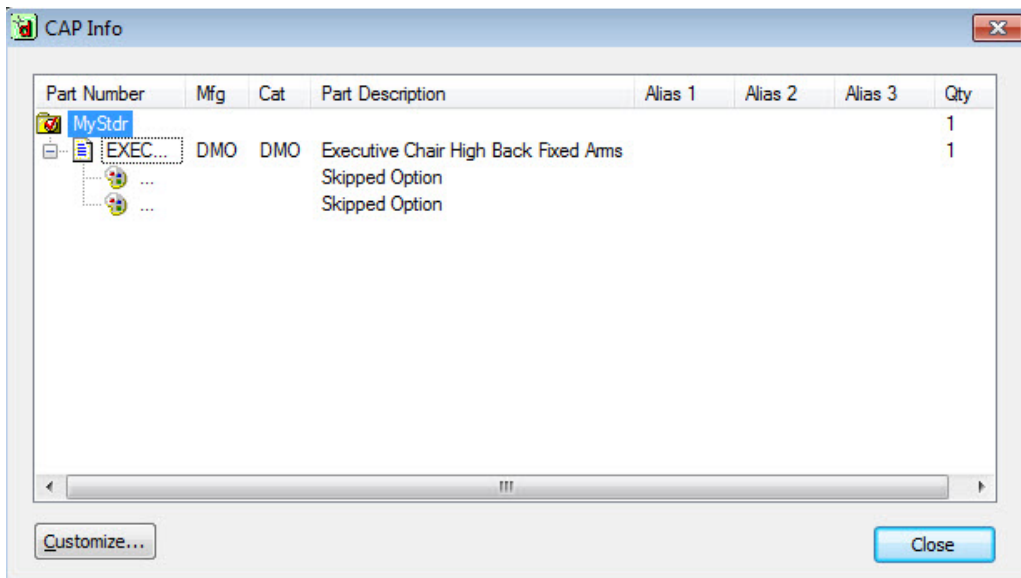 CAP Info
Part Number Mfg Cat Part Description Alias 1 Alias 2 Alias 3 Qty
MyStdr 1
EXEC... DMO DMO Executive Chair High Back Fixed Arms 1
... Skipped Option
... Skipped Option
Customize... Close